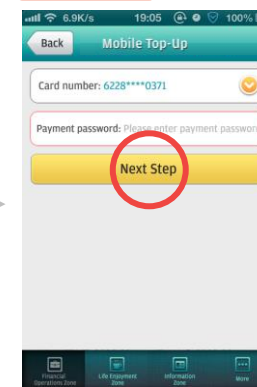 6.9K/s 19:05 100%
Back Mobile Top-Up
Card number: 6228****0371
Payment password: Please enter payment passwor
Next Step
Financial Operations Zone
Life Enjoyment Zone
Information Zone
More